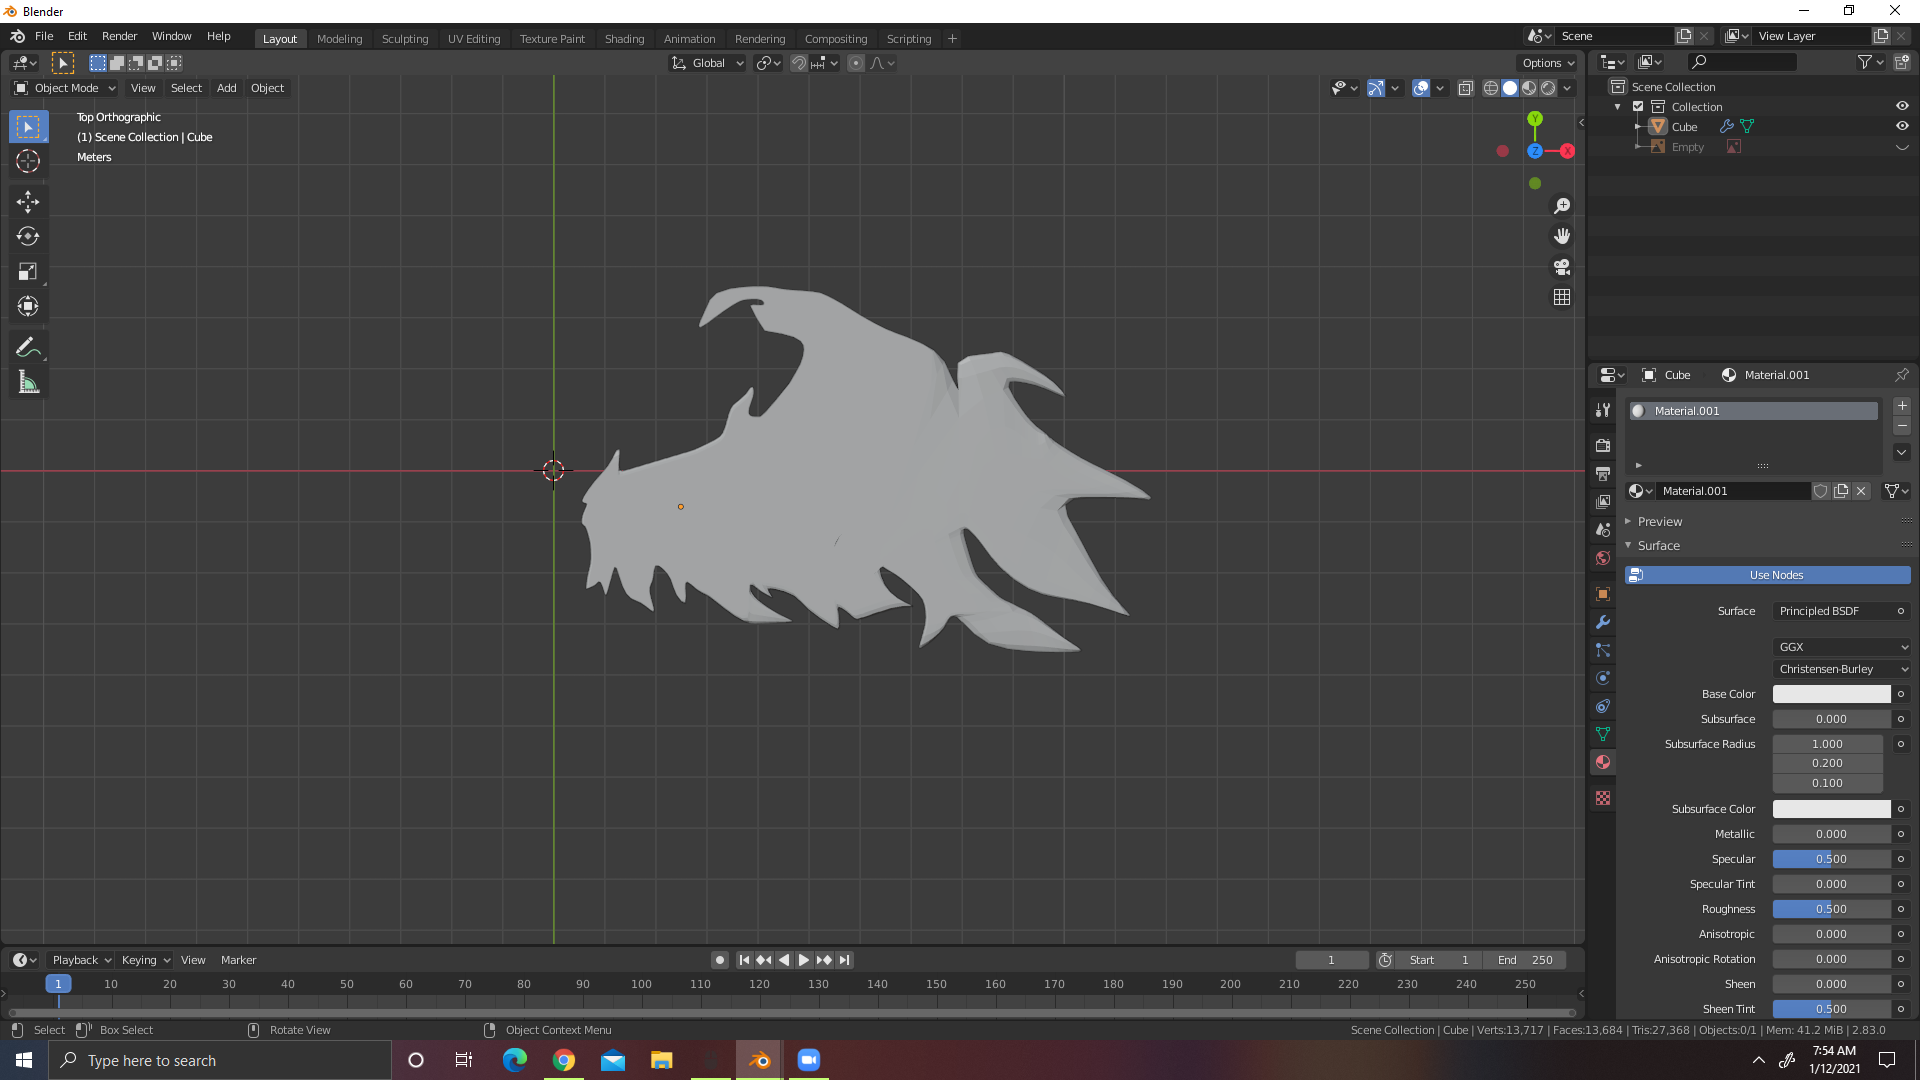 Blender
File Edit Render Window Help
Layout Modeling Sculpting UV Editing Texture Paint Shading Animation Rendering Compositing Scripting +
Scene
View Layer
Global
Options
Object Mode View Select Add Object
Top Orthographic
(1) Scene Collection | Cube
Meters
Y
Z
X
Scene Collection
Collection
Cube
Empty
Cube
Material.001
Material.001
Material.001
Preview
Surface
Use Nodes
Surface Principled BSDF
GGX
Christensen-Burley
Base Color
Subsurface 0.000
Subsurface Radius 1.000
0.200
0.100
Subsurface Color
Metallic 0.000
Specular 0.500
Specular Tint 0.000
Roughness 0.500
Anisotropic 0.000
Anisotropic Rotation 0.000
Sheen 0.000
Sheen Tint 0.500
Playback Keying View Marker
1
Start 1
End 250
1 10 20 30 40 50 60 70 80 90 100 110 120 130 140 150 160 170 180 190 200 210 220 230 240 250
Select Box Select Rotate View Object Context Menu
Scene Collection | Cube | Verts:13,717 | Faces:13,684 | Tris:27,368 | Objects:0/1 | Mem: 41.2 MiB | 2.83.0
Type here to search
7:54 AM
1/12/2021